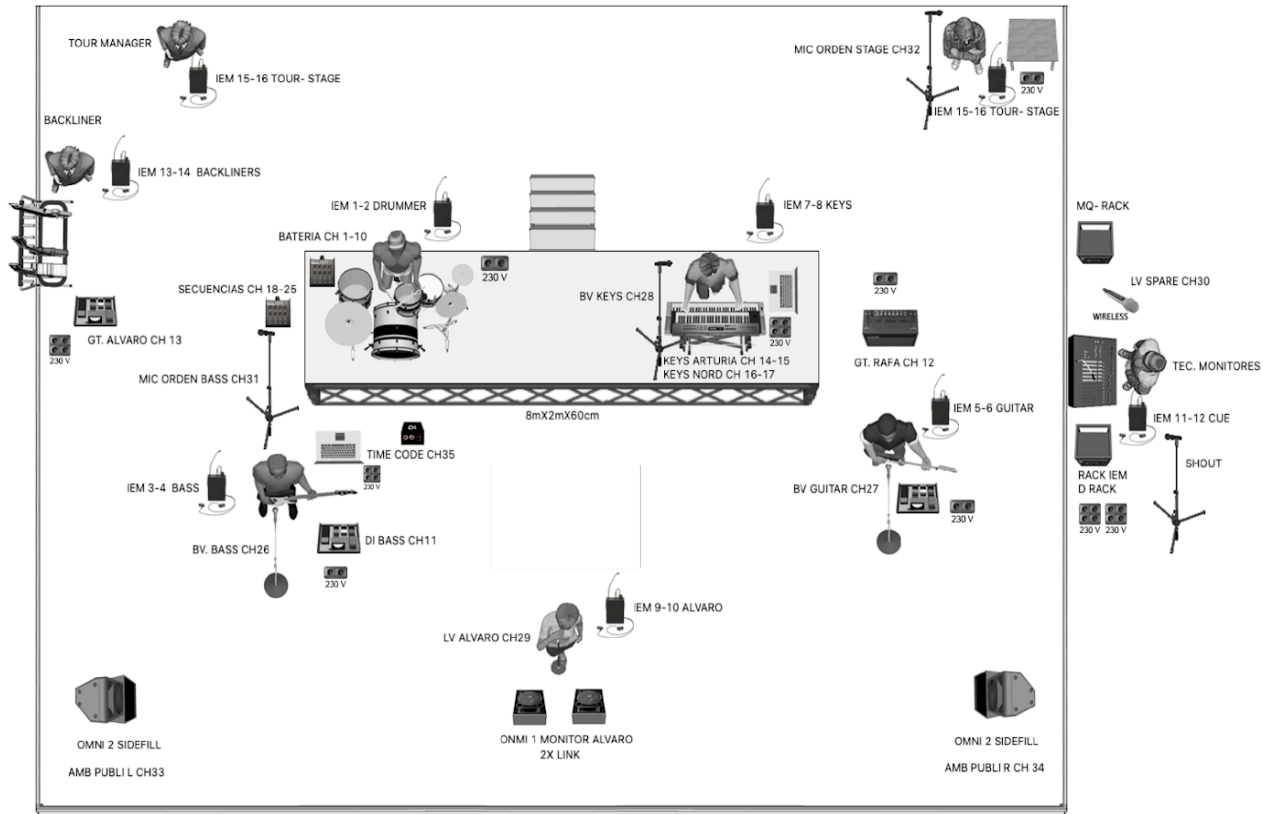 TOUR MANAGER
IEM 15-16 TOUR- STAGE
MIC ORDEN STAGE CH32
230 V
IEM 15-16 TOUR- STAGE
BACKLINER
IEM 13-14 BACKLINERS
IEM 1-2 DRUMMER
IEM 7-8 KEYS
MQ- RACK
BATERIA CH 1-10
230 V
230 V
LV SPARE CH30
WIRELESS
SECUENCIAS CH 18-25
BV KEYS CH28
GT. ALVARO CH 13
230 V
230 V
KEYS ARTURIA CH 14-15
KEYS NORD CH 16-17
GT. RAFA CH 12
TEC. MONITORES
MIC ORDEN BASS CH31
8mX2mX60cm
IEM 5-6 GUITAR
IEM 11-12 CUE
TIME CODE CH35
230 V
IEM 3-4 BASS
BV GUITAR CH27
230 V
RACK IEM
D RACK
SHOUT
230 V
230 V
BV. BASS CH26
DI BASS CH11
230 V
IEM 9-10 ALVARO
LV ALVARO CH29
ONMI 1 MONITOR ALVARO
2X LINK
OMNI 2 SIDEFILL
AMB PUBLI L CH33
OMNI 2 SIDEFILL
AMB PUBLI R CH 34